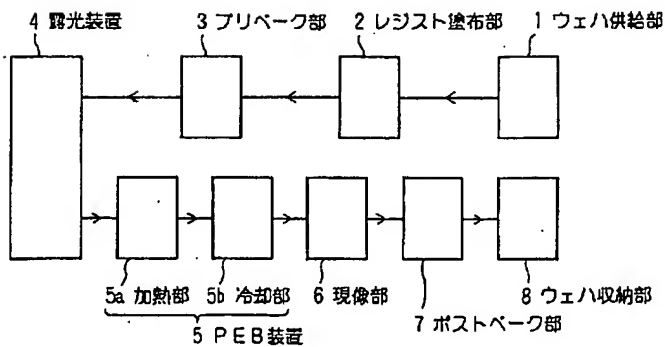 4 露光装置
3 プリベーク部
2 レジスト塗布部
1 ウェハ供給部
5a 加熱部
5b 冷却部
6 現像部
7 ポストベーク部
8 ウェハ収納部
5 PEB装置